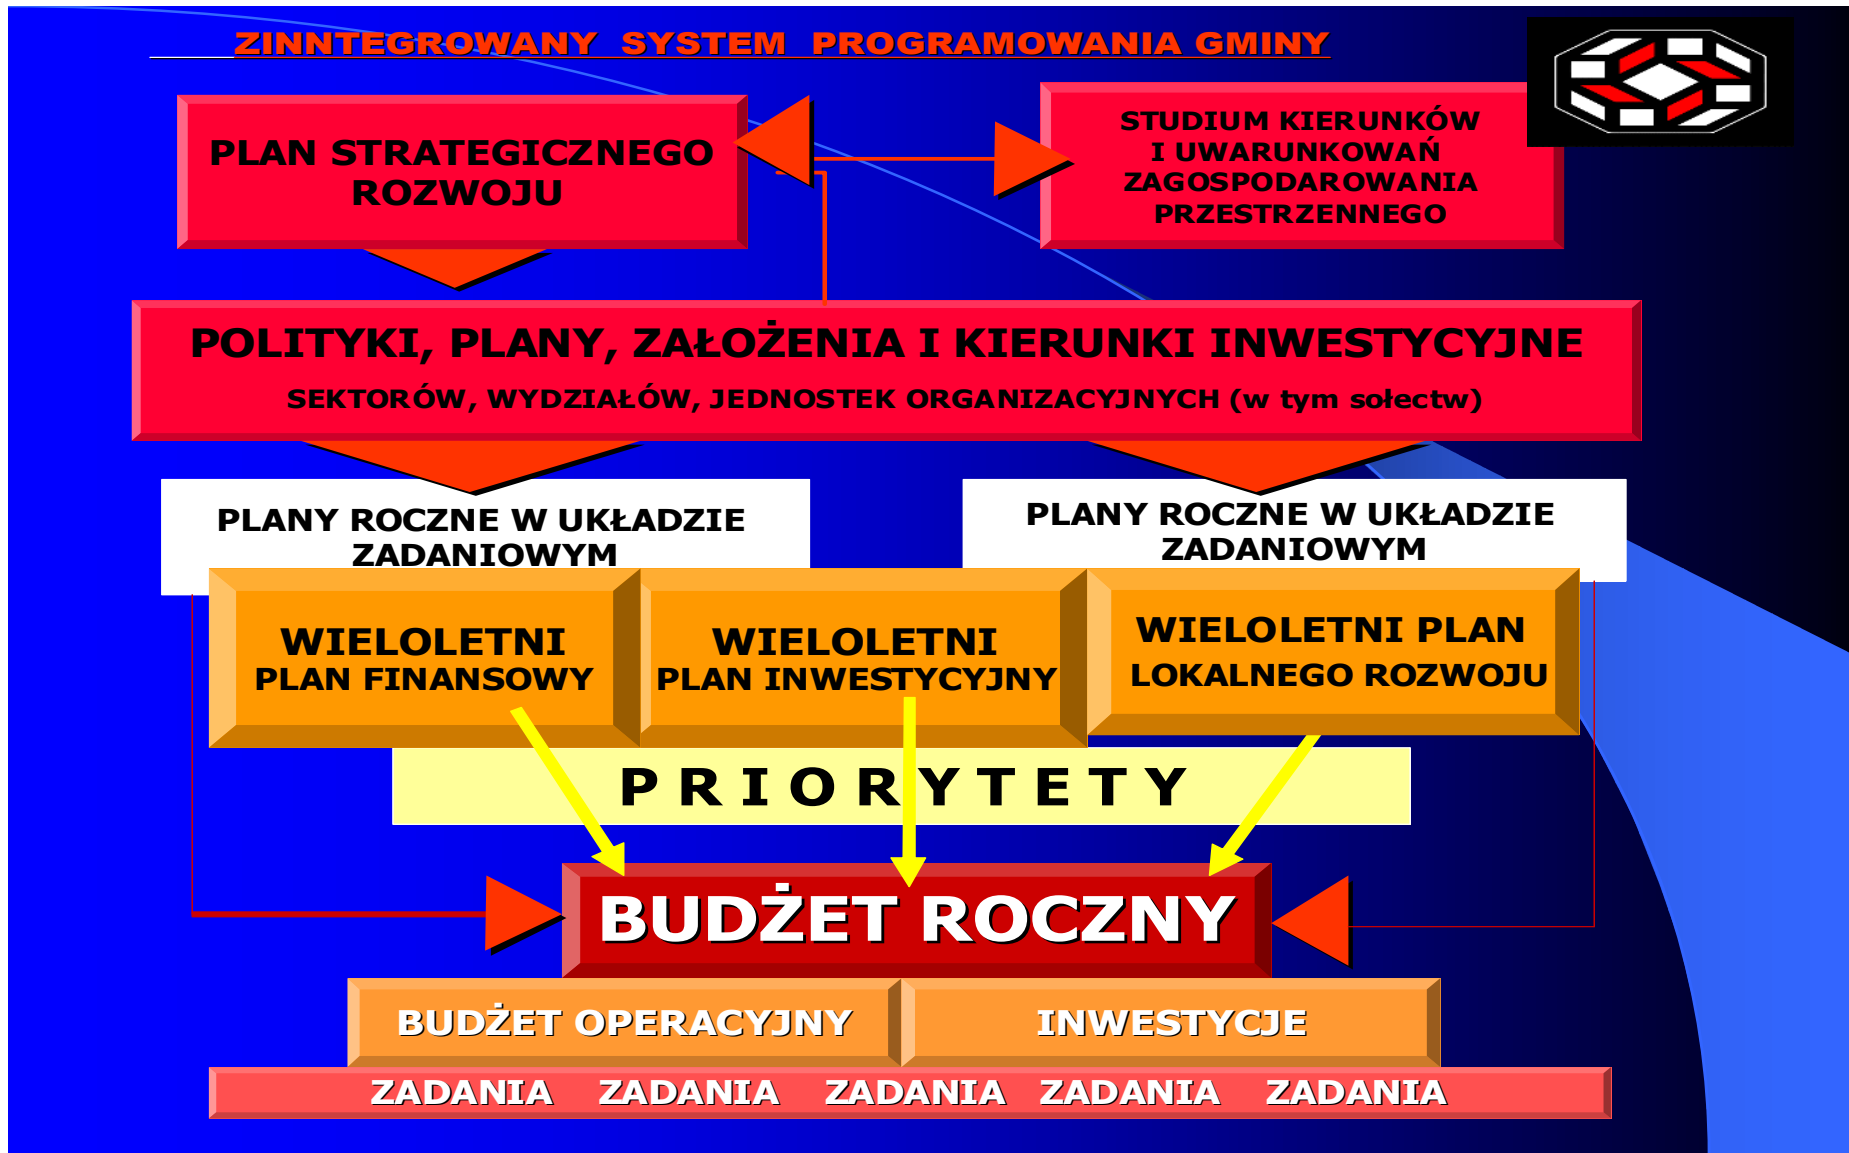 ZINNTEGROWANY SYSTEM PROGRAMOWANIA GMINY
PLAN STRATEGICZNEGO
ROZWOJU
STUDIUM KIERUNKÓW
I UWARUNKOWAŃ
ZAGOSPODAROWANIA
PRZESTRZENNEGO
POLITYKI, PLANY, ZAŁOŻENIA I KIERUNKI INWESTYCYJNE
SEKTORÓW, WYDZIAŁÓW, JEDNOSTEK ORGANIZACYJNYCH (w tym sołectw)
PLANY ROCZNE W UKŁADZIE
ZADANIOWYM
PLANY ROCZNE W UKŁADZIE
ZADANIOWYM
WIELOLETNI
PLAN FINANSOWY
WIELOLETNI
PLAN INWESTYCYJNY
WIELOLETNI PLAN
LOKALNEGO ROZWOJU
P R I O R Y T E T Y
BUDŻET ROCZNY
BUDŻET OPERACYJNY
INWESTYCJE
ZADANIA ZADANIA ZADANIA ZADANIA ZADANIA